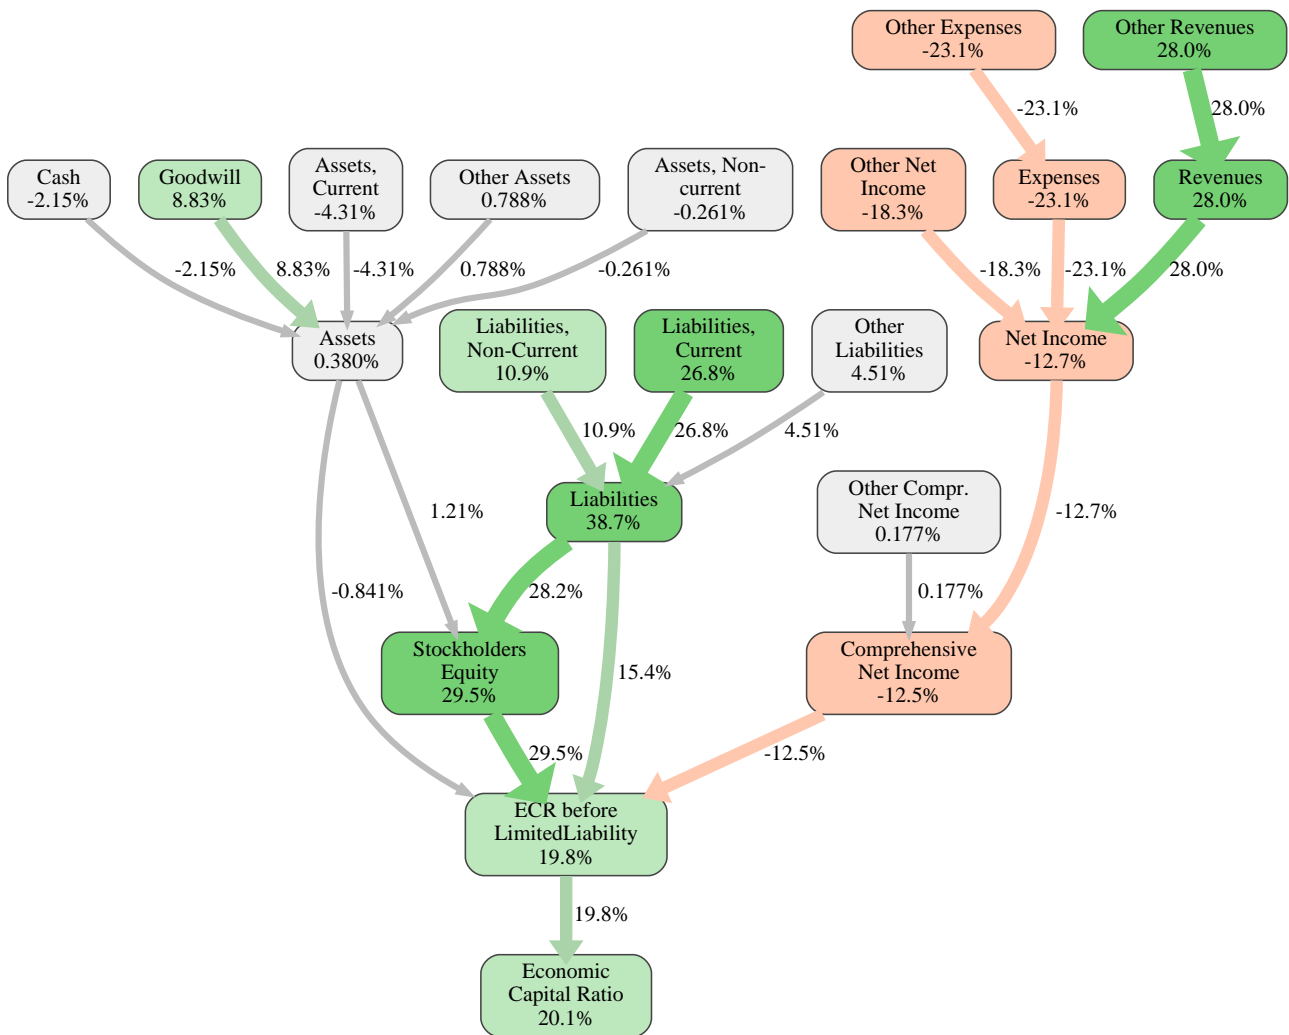 Other Expenses
-23.1%
Other Revenues
28.0%
-23.1%
28.0%
Cash
-2.15%
Goodwill
8.83%
Assets,
Current
-4.31%
Other Assets
0.788%
Assets, Non-
current
-0.261%
Other Net
Income
-18.3%
Expenses
-23.1%
Revenues
28.0%
-2.15%
8.83%
-4.31%
0.788%
-0.261%
-18.3%
-23.1%
28.0%
Assets
0.380%
Liabilities,
Non-Current
10.9%
Liabilities,
Current
26.8%
Other
Liabilities
4.51%
Net Income
-12.7%
10.9%
26.8%
4.51%
Liabilities
38.7%
Other Compr.
Net Income
0.177%
1.21%
-12.7%
-0.841%
28.2%
0.177%
Stockholders
Equity
29.5%
15.4%
Comprehensive
Net Income
-12.5%
29.5%
-12.5%
ECR before
LimitedLiability
19.8%
19.8%
Economic
Capital Ratio
20.1%